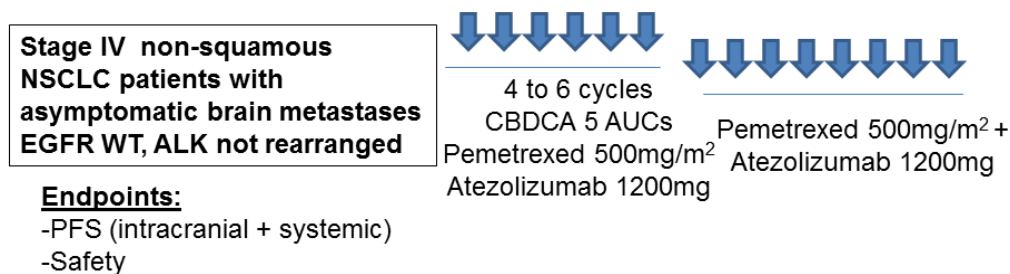 Stage IV non-squamous
NSCLC patients with
asymptomatic brain metastases
EGFR WT, ALK not rearranged
4 to 6 cycles
CBDCA 5 AUCs
Pemetrexed 500mg/m²
Atezolizumab 1200mg
Pemetrexed 500mg/m² +
Atezolizumab 1200mg
Endpoints:
-PFS (intracranial + systemic)
-Safety